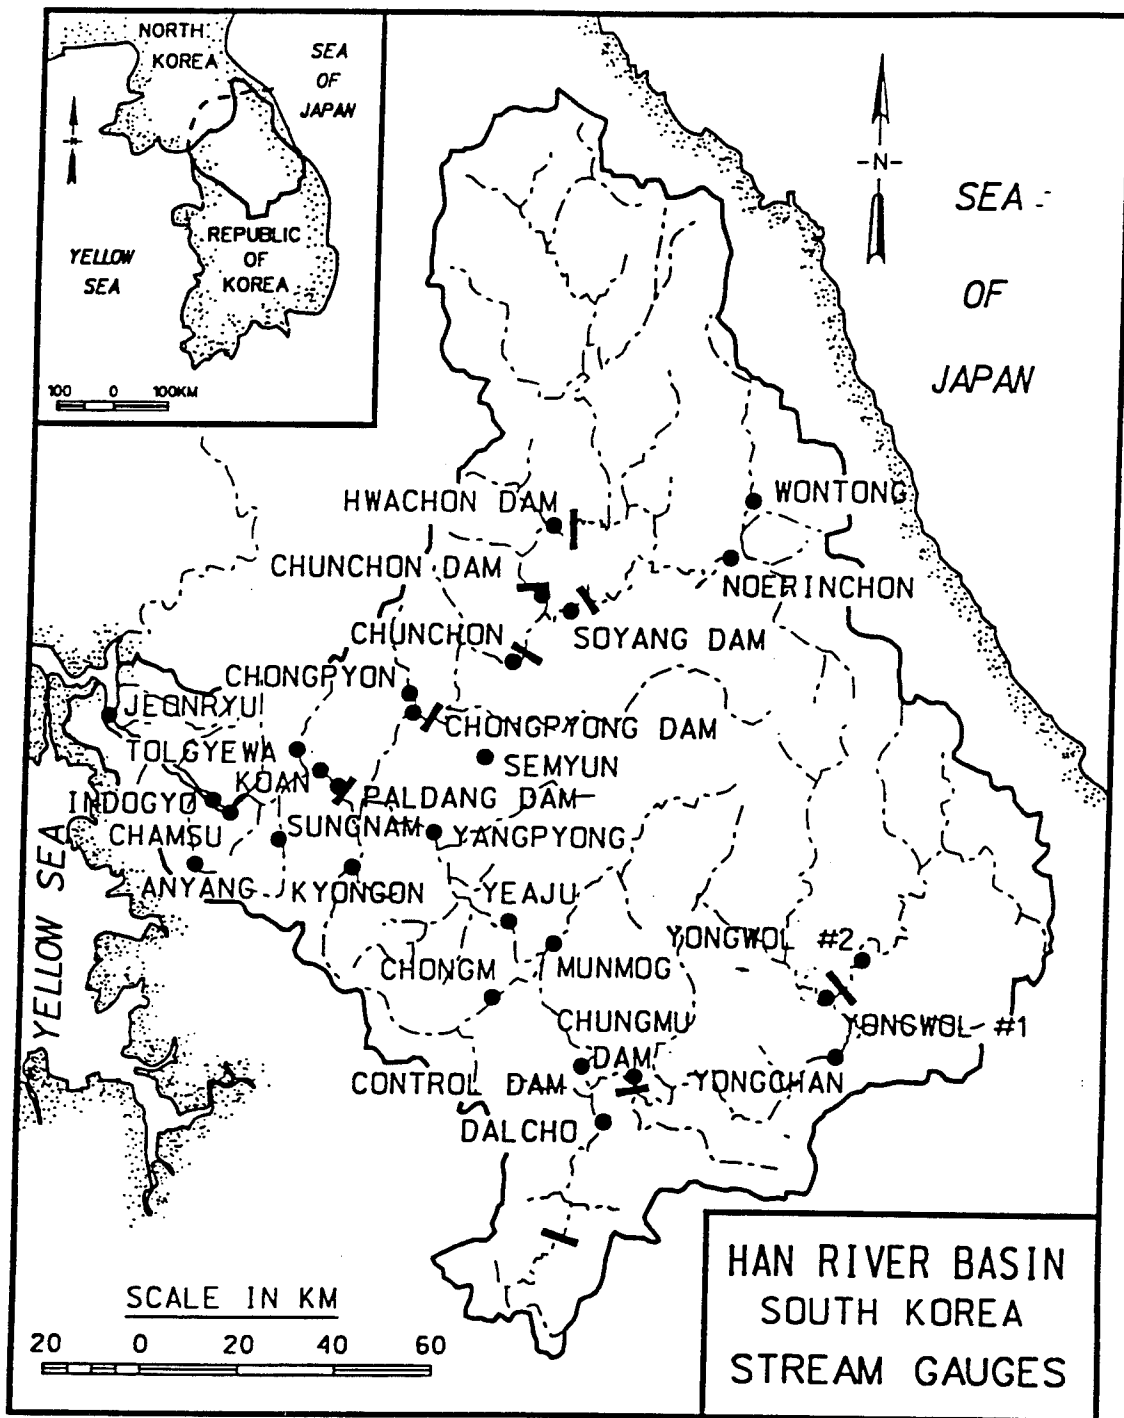 NORTH
KOREA
SEA
OF
JAPAN
-N-
YELLOW
SEA
REPUBLIC
OF
KOREA
100 0 100KM
-N-
SEA
OF
JAPAN
HWACHON DAM
WONTONG
CHUNCHON DAM
NOERINCHON
CHUNCHON
SOYANG DAM
CHONGPYON
JEONRYU
CHONGPYONG DAM
TOLGYEWA
SEMYUN
KOAN
INDOGYO
PALDANG DAM
CHAMSU
SUNGNAM
YANGPYONG
ANYANG
KYONGON
YEAJU
YELLOW SEA
YONGWOL #2
CHONGM
MUNMOG
CHUNGMU
DAM
YONGWOL #1
CONTROL DAM
YONGCHAN
DALCHO
SCALE IN KM
20 0 20 40 60
HAN RIVER BASIN
SOUTH KOREA
STREAM GAUGES